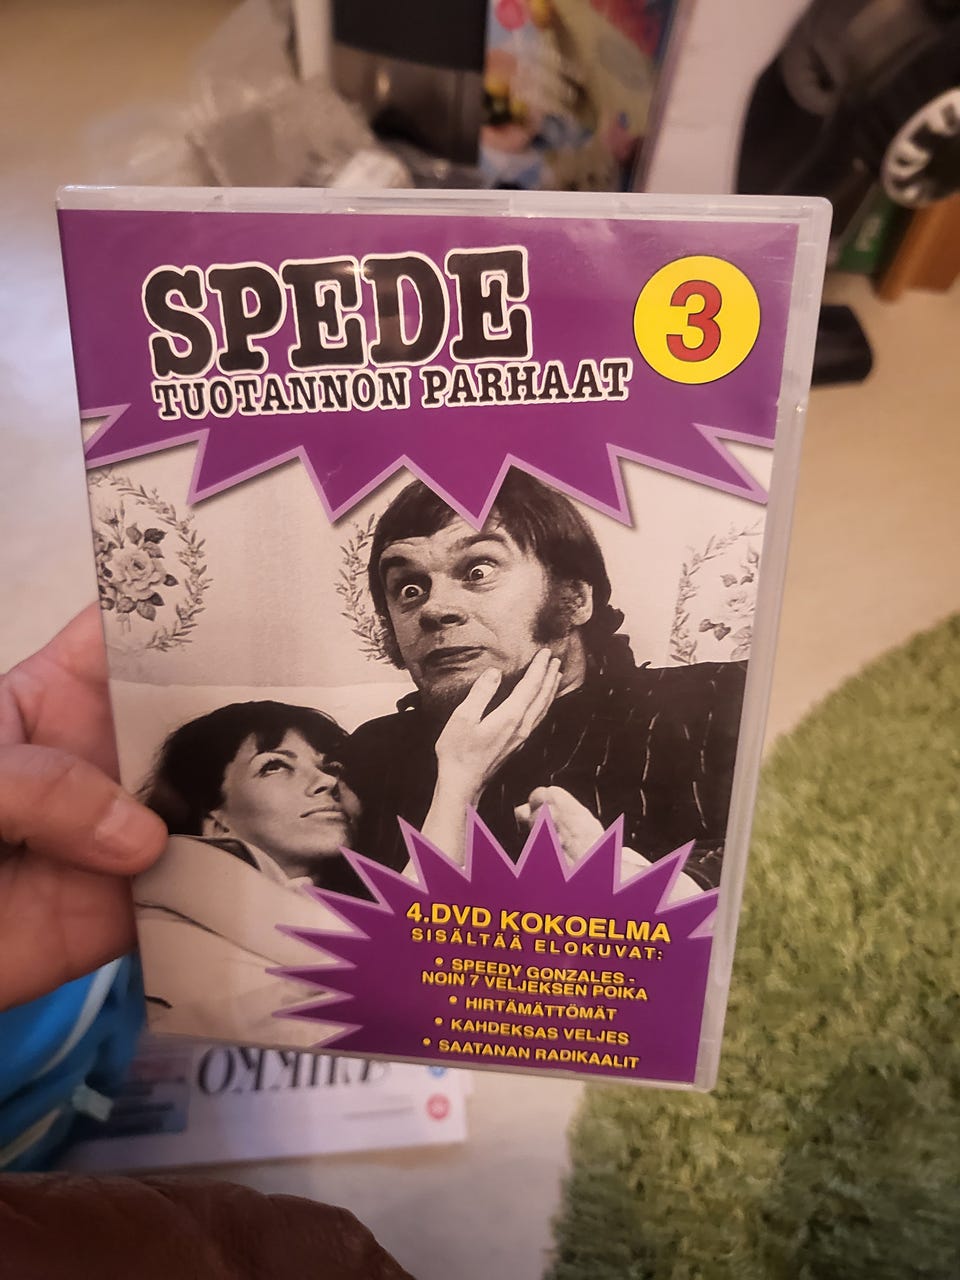 SPEDE
3
TUOTANNON PARHAAT
4.DVD KOKOELMA
SISÄLTÄÄ ELOKUVAT:
• SPEEDY GONZALES -
NOIN 7 VELJEKSEN POIKA
• HIRTÄMÄTTÖMÄT
• KAHDEKSAS VELJES
• SAATANAN RADIKAALIT